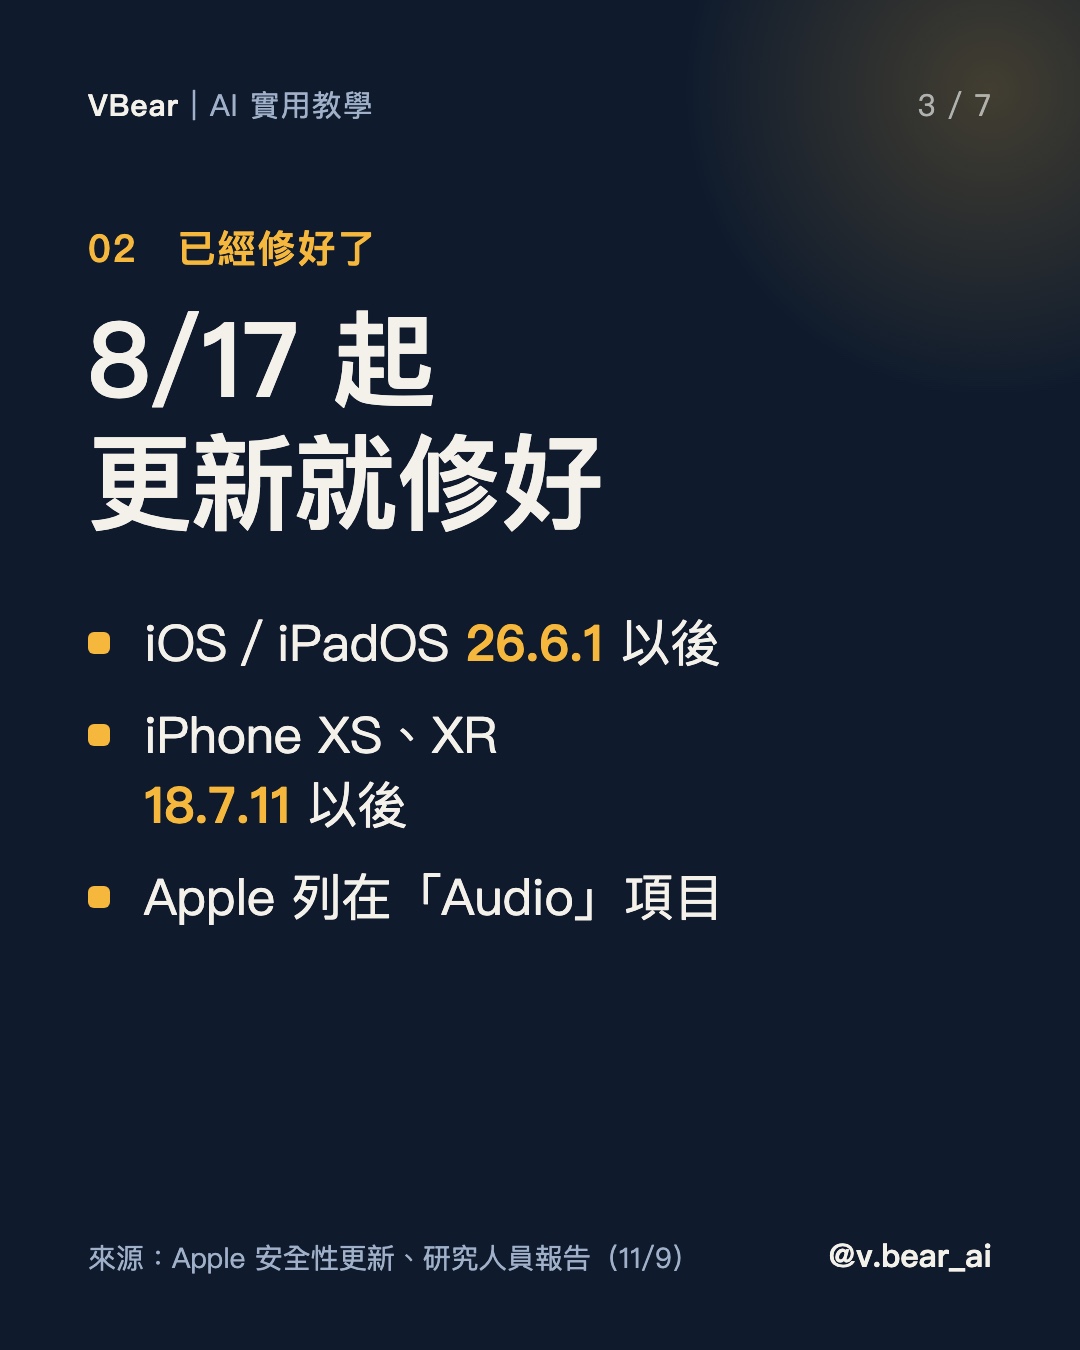 VBear | AI 實用教學
3 / 7
02 已經修好了
8/17 起
更新就修好
iOS / iPadOS 26.6.1 以後
iPhone XS、XR
18.7.11 以後
Apple 列在「Audio」項目
來源：Apple 安全性更新、研究人員報告（11/9）
@v.bear_ai